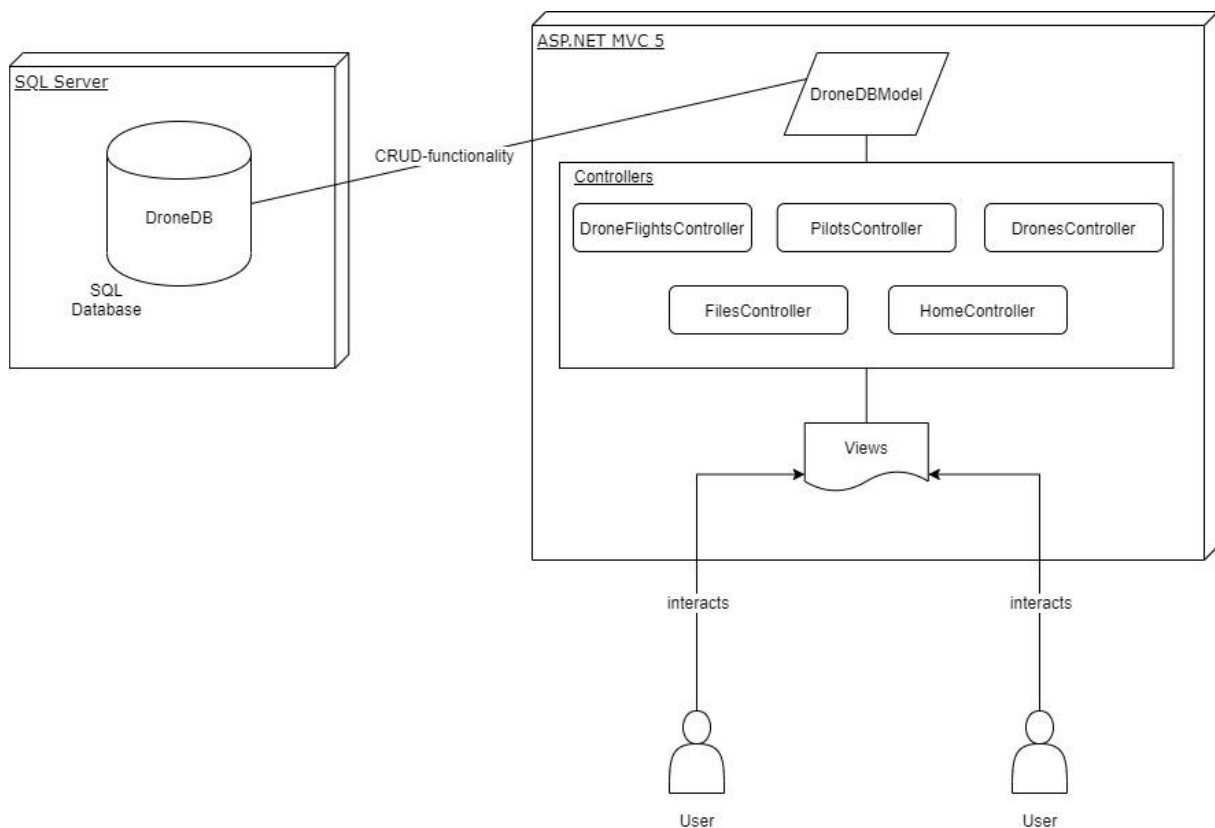 ASP.NET MVC 5
SQL Server
DroneDBModel
CRUD-functionality
Controllers
DroneDB
DroneFlightsController
PilotsController
DronesController
SQL
Database
FilesController
HomeController
Views
interacts
interacts
User
User